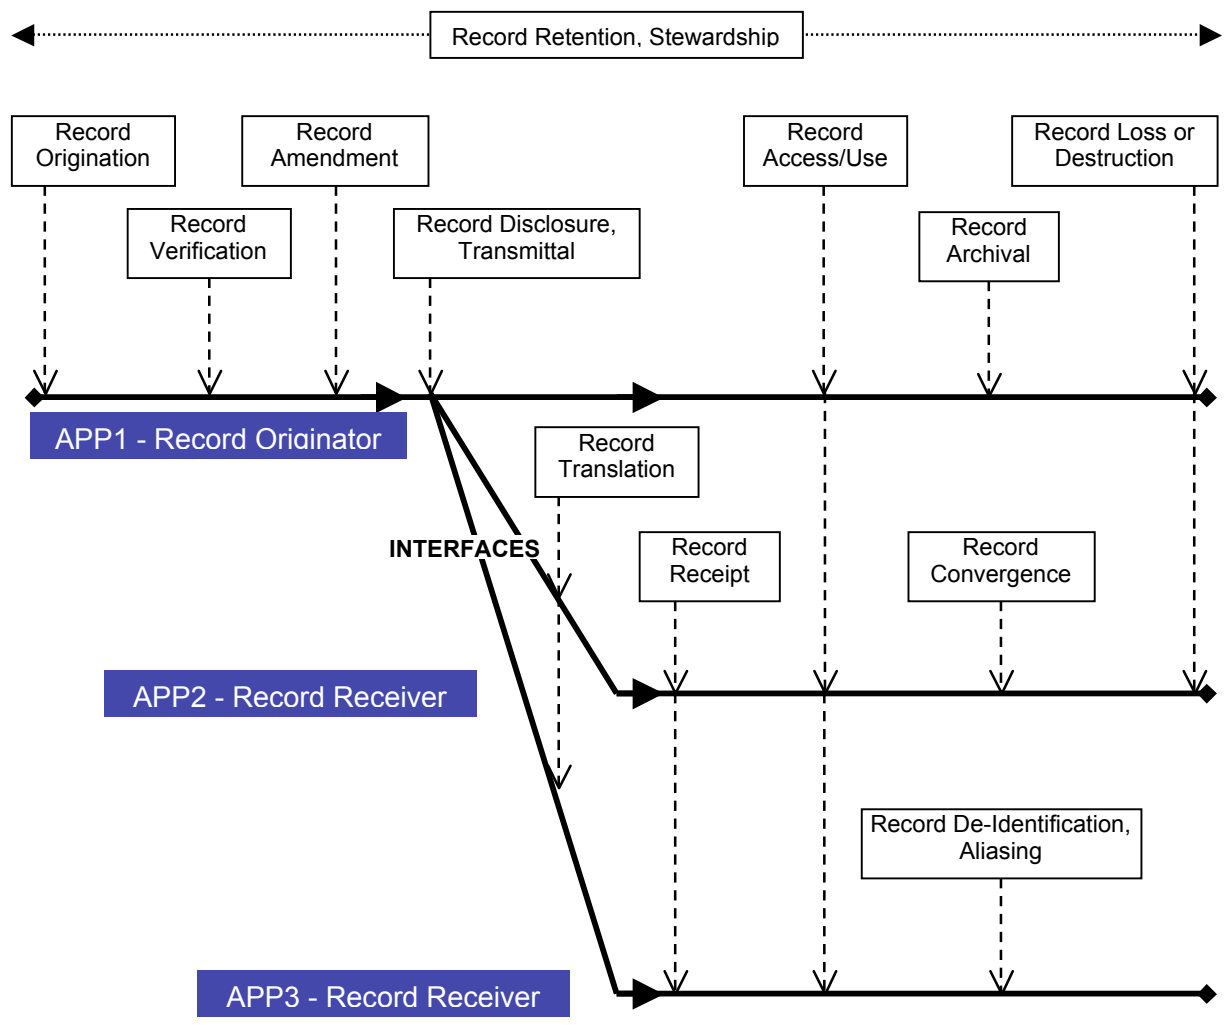 Record Retention, Stewardship
Record
Origination
Record
Amendment
Record
Access/Use
Record Loss or
Destruction
Record
Verification
Record Disclosure,
Transmittal
Record
Archival
APP1 - Record Originator
Record
Translation
INTERFACES
Record
Receipt
Record
Convergence
APP2 - Record Receiver
Record De-Identification,
Aliasing
APP3 - Record Receiver